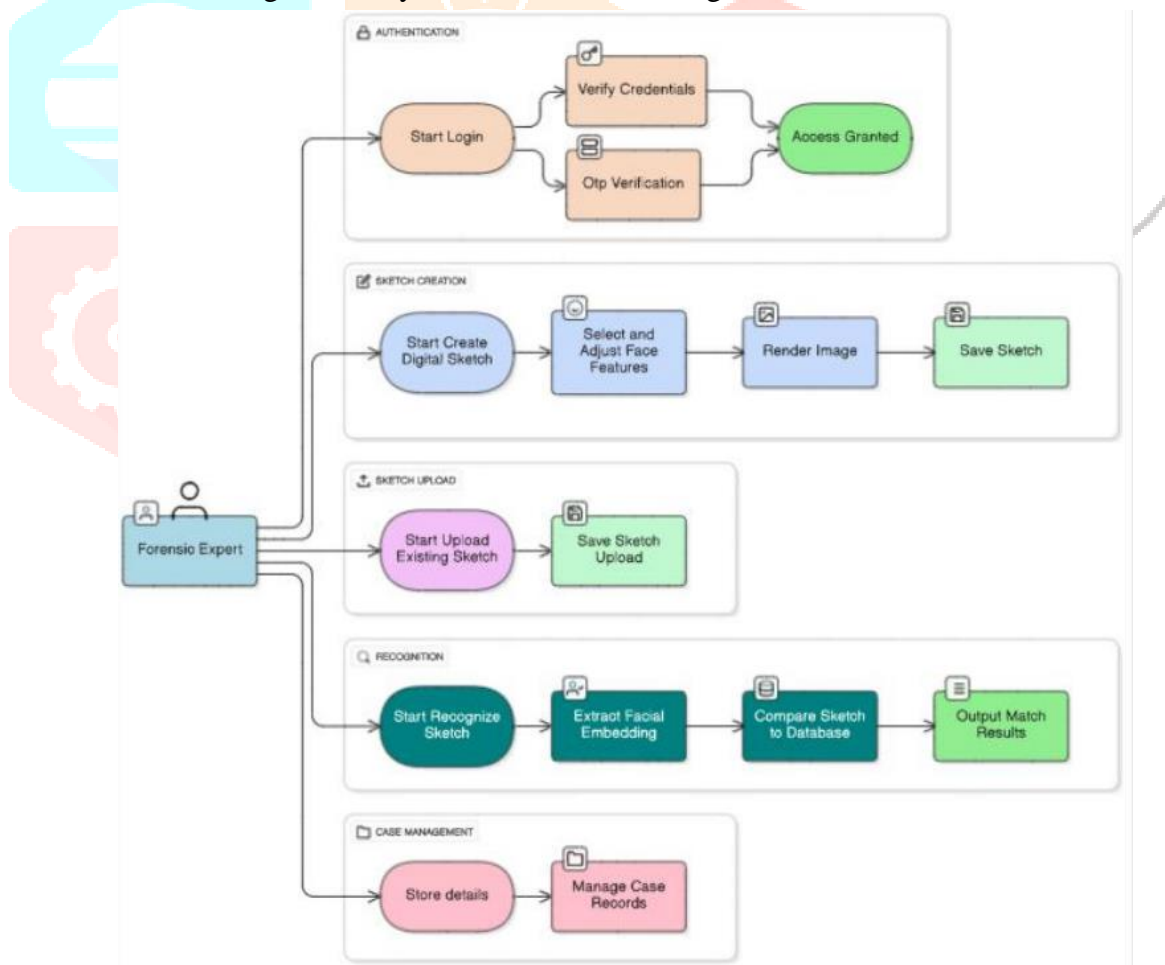 AUTHENTICATION
Verify Credentials
Start Login
Access Granted
Otp Verification
SKETCH CREATION
Start Create
Digital Sketch
Select and
Adjust Face
Features
Render Image
Save Sketch
SKETCH UPLOAD
Forensio Expert
Start Upload
Existing Sketch
Save Sketch
Upload
RECOGNITION
Start Recognize
Sketch
Extract Facial
Embedding
Compare Sketch
to Database
Output Match
Results
CASE MANAGEMENT
Store details
Manage Case
Records